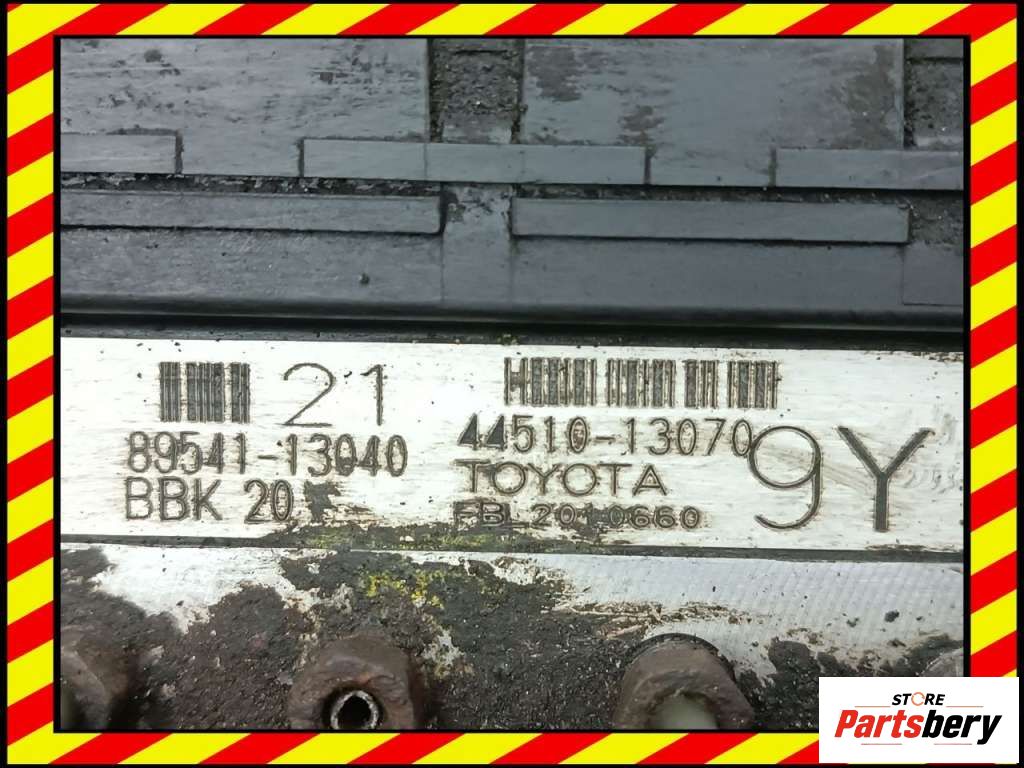 21
89541-13040
BBK 20
H
44510-13070
TOYOTA
FBL2010660
9Y
STORE
Partsbery